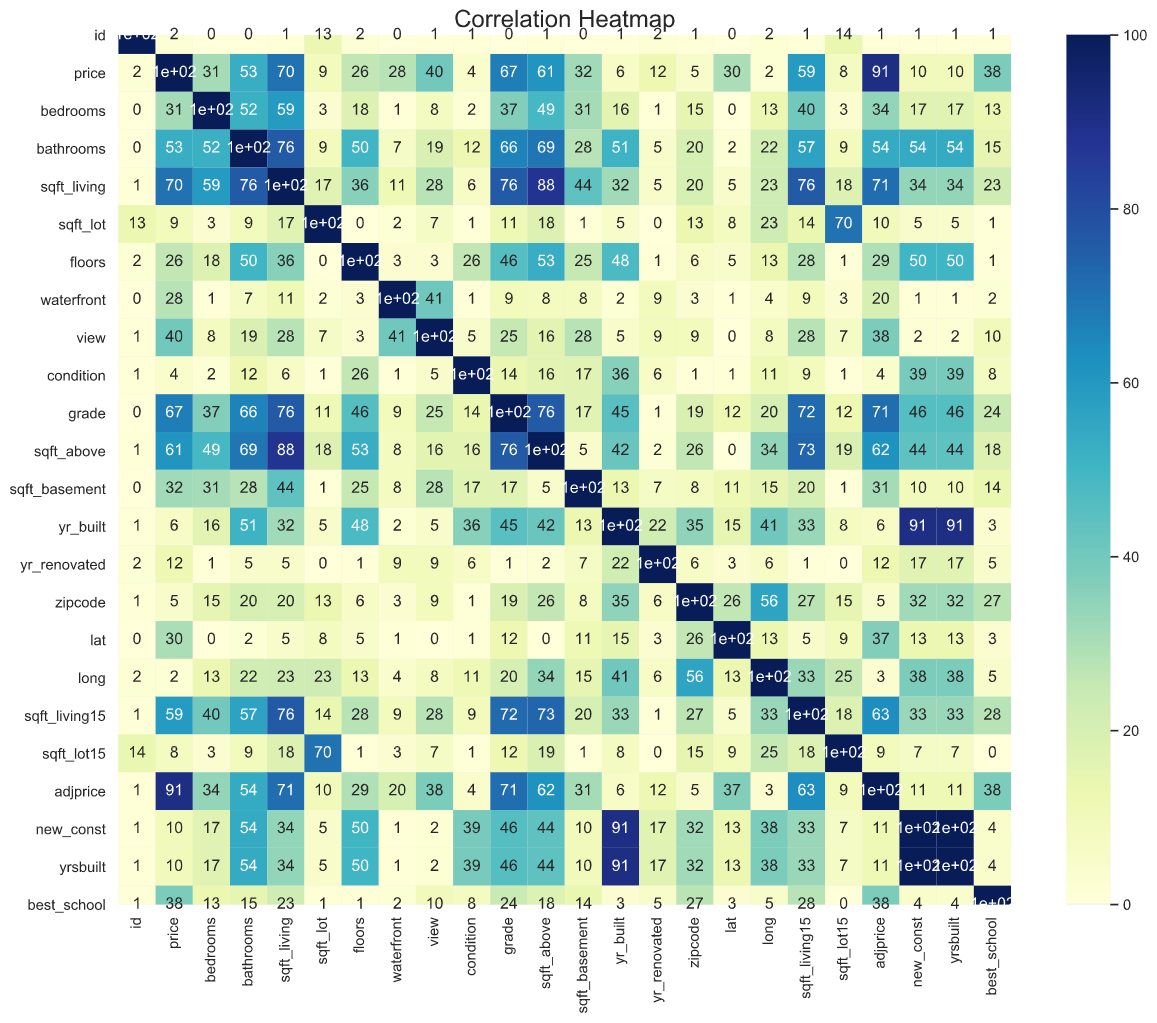 Correlation Heatmap
id 1e+02 2 0 0 1 13 2 0 1 1 0 1 0 1 2 1 0 2 1 14 1 1 1 1
price 2 1e+02 31 53 70 9 26 28 40 4 67 61 32 6 12 5 30 2 59 8 91 10 10 38
bedrooms 0 31 1e+02 52 59 3 18 1 8 2 37 49 31 16 1 15 0 13 40 3 34 17 17 13
bathrooms 0 53 52 1e+02 76 9 50 7 19 12 66 69 28 51 5 20 2 22 57 9 54 54 54 15
sqft_living 1 70 59 76 1e+02 17 36 11 28 6 76 88 44 32 5 20 5 23 76 18 71 34 34 23
sqft_lot 13 9 3 9 17 1e+02 0 2 7 1 11 18 1 5 0 13 8 23 14 70 10 5 5 1
floors 2 26 18 50 36 0 1e+02 3 3 26 46 53 25 48 1 6 5 13 28 1 29 50 50 1
waterfront 0 28 1 7 11 2 3 1e+02 41 1 9 8 8 2 9 3 1 4 9 3 20 1 1 2
view 1 40 8 19 28 7 3 41 1e+02 5 25 16 28 5 9 9 0 8 28 7 38 2 2 10
condition 1 4 2 12 6 1 26 1 5 1e+02 14 16 17 36 6 1 1 11 9 1 4 39 39 8
grade 0 67 37 66 76 11 46 9 25 14 1e+02 76 17 45 1 19 12 20 72 12 71 46 46 24
sqft_above 1 61 49 69 88 18 53 8 16 16 76 1e+02 5 42 2 26 0 34 73 19 62 44 44 18
sqft_basement 0 32 31 28 44 1 25 8 28 17 17 5 1e+02 13 7 8 11 15 20 1 31 10 10 14
yr_built 1 6 16 51 32 5 48 2 5 36 45 42 13 1e+02 22 35 15 41 33 8 6 91 91 3
yr_renovated 2 12 1 5 5 0 1 9 9 6 1 2 7 22 1e+02 6 3 6 1 0 12 17 17 5
zipcode 1 5 15 20 20 13 6 3 9 1 19 26 8 35 6 1e+02 26 56 27 15 5 32 32 27
lat 0 30 0 2 5 8 5 1 0 1 12 0 11 15 3 26 1e+02 13 5 9 37 13 13 3
long 2 2 13 22 23 23 13 4 8 11 20 34 15 41 6 56 13 1e+02 33 25 3 38 38 5
sqft_living15 1 59 40 57 76 14 28 9 28 9 72 73 20 33 1 27 5 33 1e+02 18 63 33 33 28
sqft_lot15 14 8 3 9 18 70 1 3 7 1 12 19 1 8 0 15 9 25 18 1e+02 9 7 7 0
adjprice 1 91 34 54 71 10 29 20 38 4 71 62 31 6 12 5 37 3 63 9 1e+02 11 11 38
new_const 1 10 17 54 34 5 50 1 2 39 46 44 10 91 17 32 13 38 33 7 11 1e+02 1e+02 4
yrsbuilt 1 10 17 54 34 5 50 1 2 39 46 44 10 91 17 32 13 38 33 7 11 1e+02 1e+02 4
best_school 1 38 13 15 23 1 1 2 10 8 24 18 14 3 5 27 3 5 28 0 38 4 4 1e+02
id price bedrooms bathrooms sqft_living sqft_lot floors waterfront view condition grade sqft_above sqft_basement yr_built yr_renovated zipcode lat long sqft_living15 sqft_lot15 adjprice new_const yrsbuilt best_school
100
80
60
40
20
0